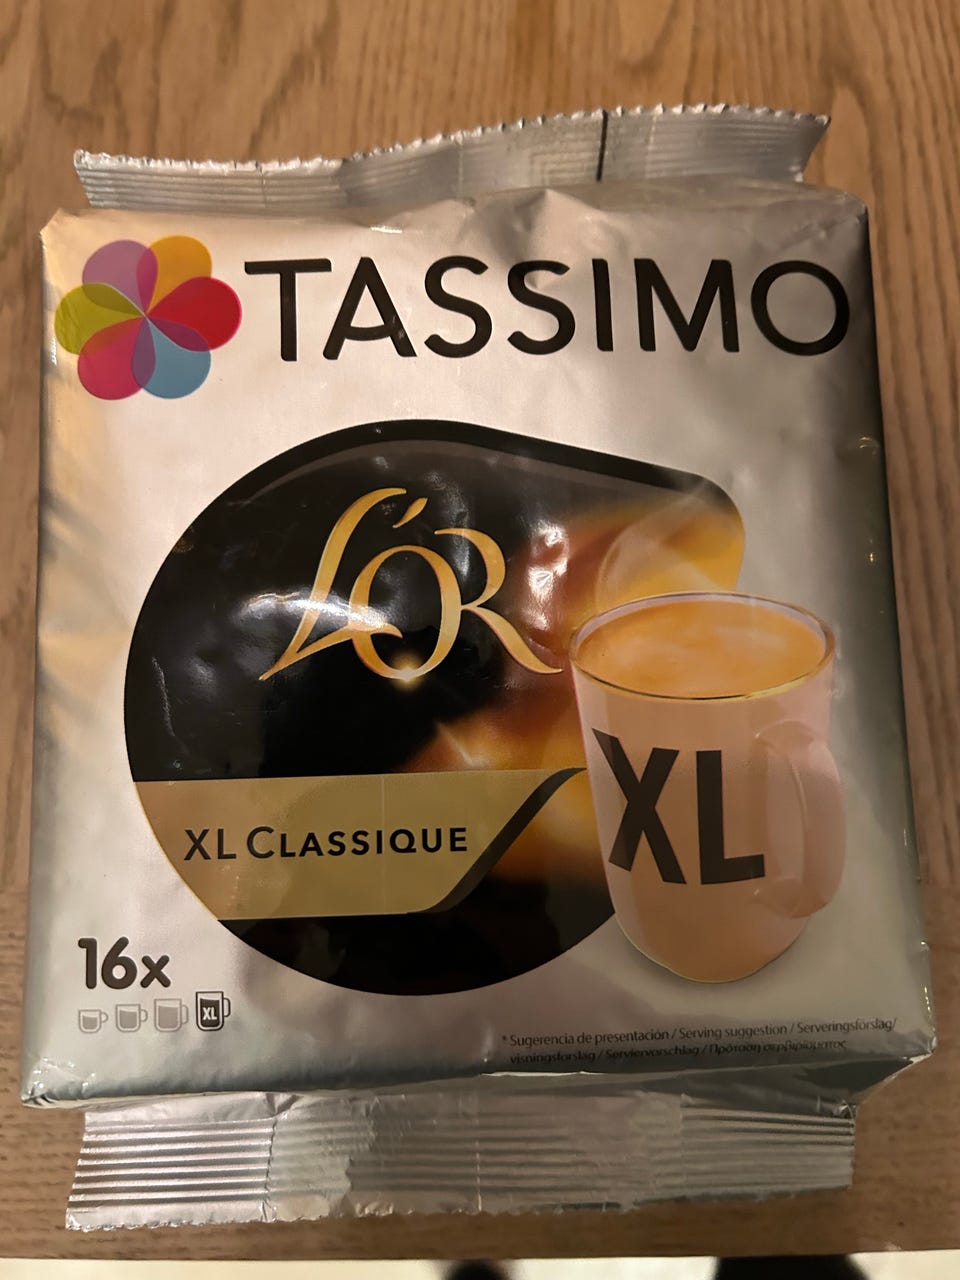 TASSIMO
L'OR
XL CLASSIQUE
XL
16x
XL
* Sugerencia de presentación / Serving suggestion / Serveringsförslag/
visningsforslag / Serviervorschlag / Πρόταση σερβιρίσματος